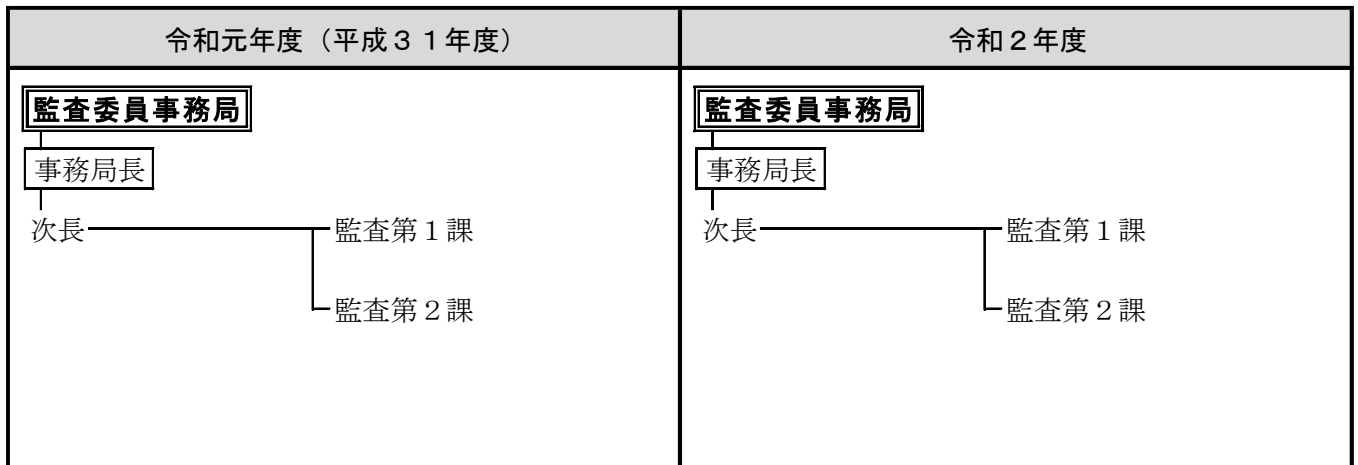 令和元年度（平成３１年度）
令和２年度
監査委員事務局
事務局長
次長
監査第１課
監査第２課
監査委員事務局
事務局長
次長
監査第１課
監査第２課